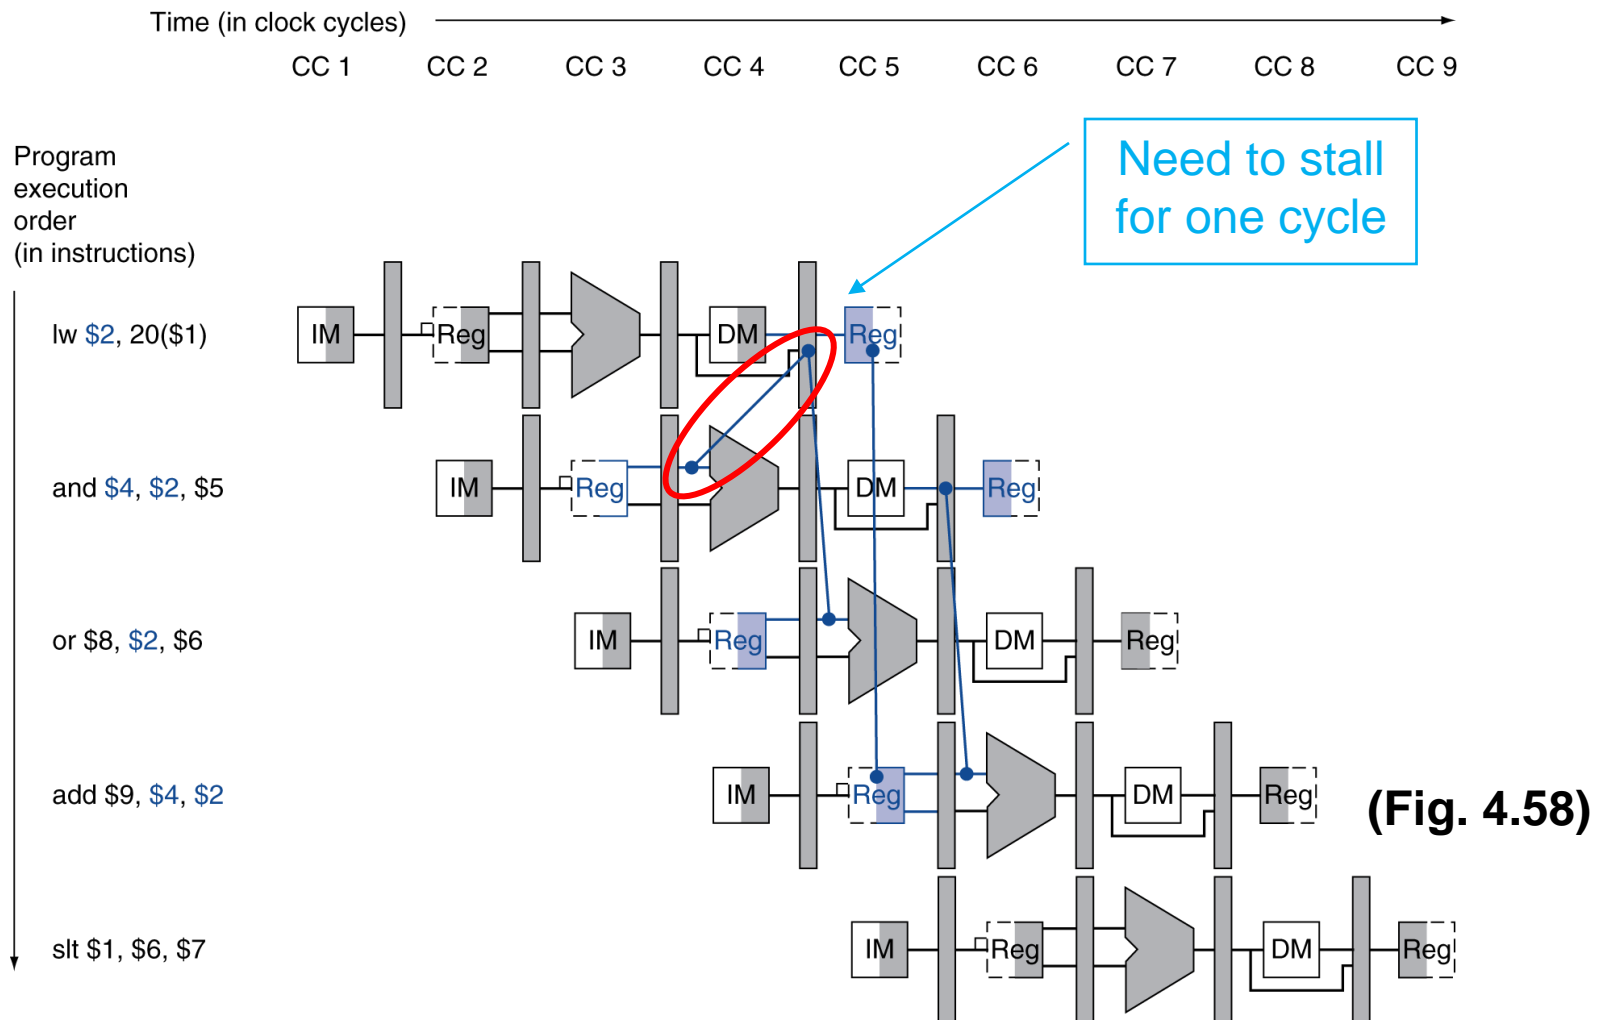 Time (in clock cycles)
CC 1 CC 2 CC 3 CC 4 CC 5 CC 6 CC 7 CC 8 CC 9
Need to stall
for one cycle
Program
execution
order
(in instructions)
lw $2, 20($1) IM Reg DM Reg
and $4, $2, $5 IM Reg DM Reg
or $8, $2, $6 IM Reg DM Reg
add $9, $4, $2 IM Reg DM Reg
(Fig. 4.58)
slt $1, $6, $7 IM Reg DM Reg